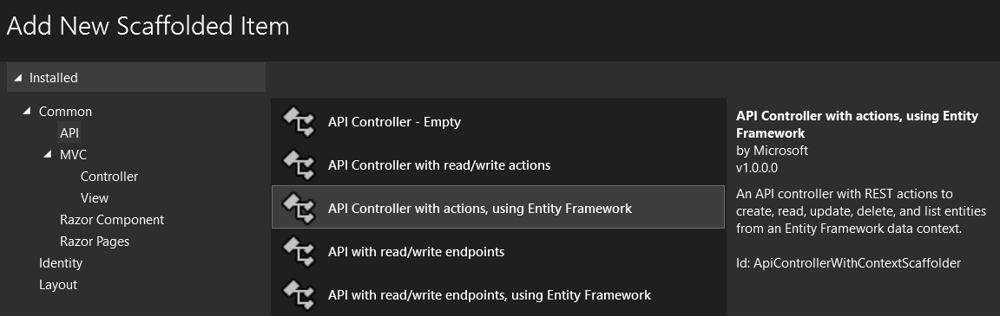 Add New Scaffolded Item
Installed
Common
API
MVC
Controller
View
Razor Component
Razor Pages
Identity
Layout
API Controller - Empty
API Controller with read/write actions
API Controller with actions, using Entity Framework
API with read/write endpoints
API with read/write endpoints, using Entity Framework
API Controller with actions, using Entity
Framework
by Microsoft
v1.0.0.0
An API controller with REST actions to
create, read, update, delete, and list entities
from an Entity Framework data context.
Id: ApiControllerWithContextScaffolder